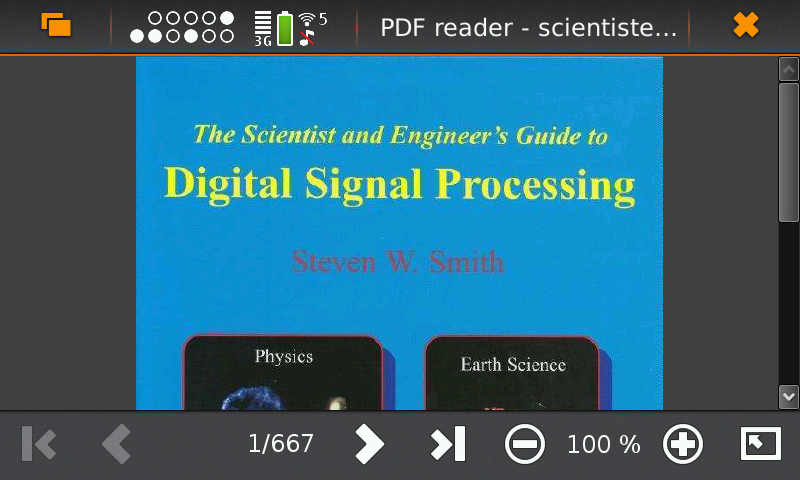 3G
5
PDF reader - scientiste...
The Scientist and Engineer's Guide to
Digital Signal Processing
Steven W. Smith
Physics
Earth Science
1/667
100 %